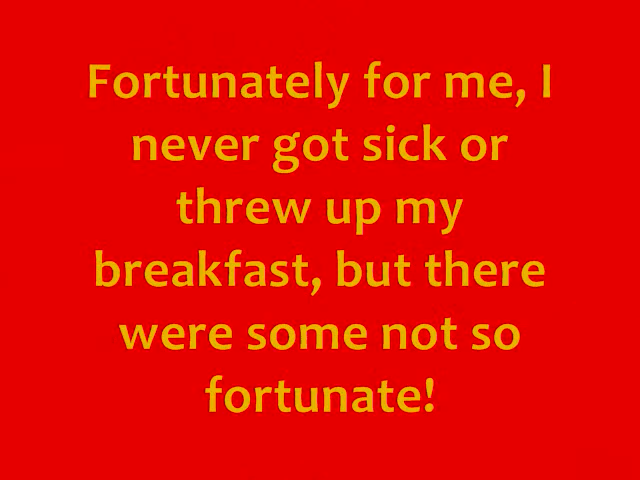 Fortunately for me, I
never got sick or
threw up my
breakfast, but there
were some not so
fortunate!